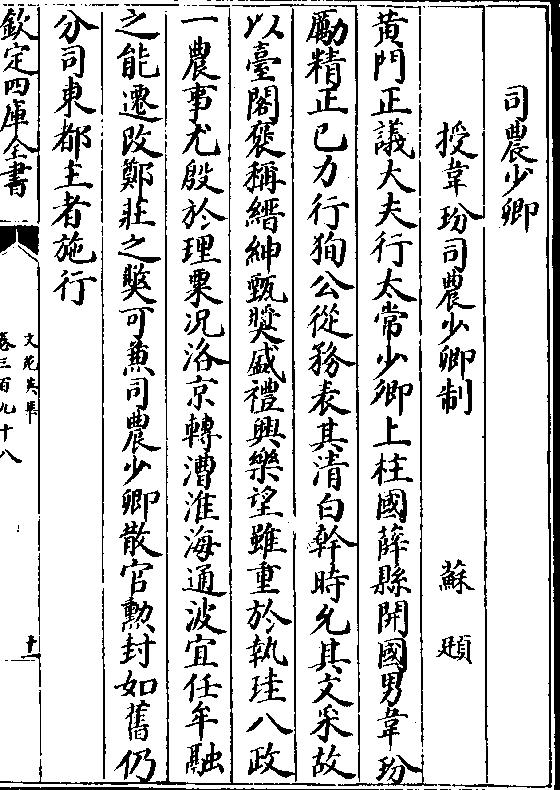 司農少卿
授韋玢司農少卿制 蘇頲
黃門正議大夫行太常少卿上柱國薛縣開國男韋玢
勵精正已力行狥公從務表其清白幹時允其文采故
以臺閣褒稱縉紳甄奬盛禮興樂望雖重於執珪八政
一農事尤殷於理粟况洛京轉漕淮海通波宜任牟融
之能遷改鄭莊之弊可兼司農少卿散官勲封如舊仍
分司東都主者施行
欽定四庫全書
文苑英華
卷三百九十八
十一